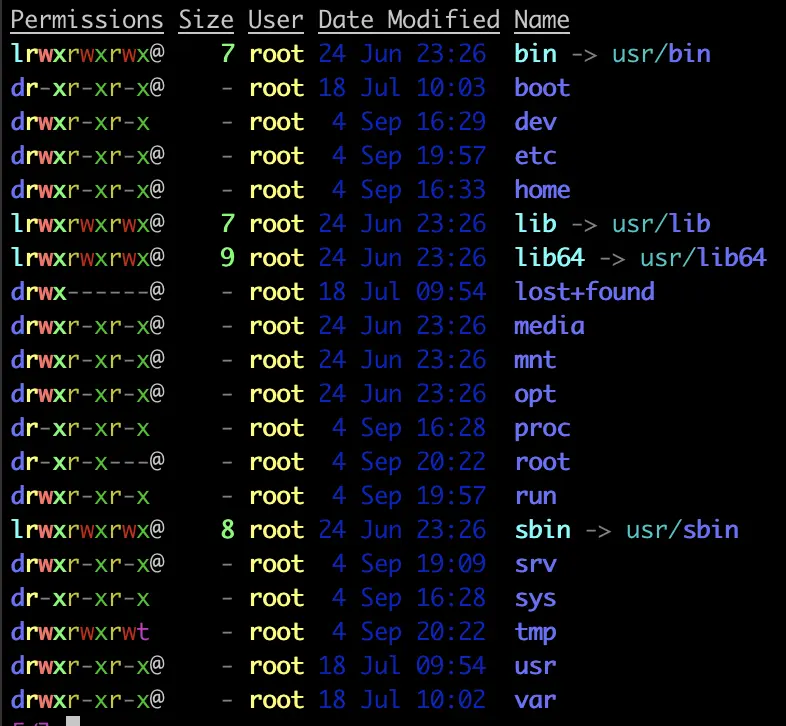 Permissions Size User Date Modified Name
lrwxrwxrwx@ 7 root 24 Jun 23:26 bin -> usr/bin
dr-xr-xr-x@ - root 18 Jul 10:03 boot
drwxr-xr-x - root 4 Sep 16:29 dev
drwxr-xr-x@ - root 4 Sep 19:57 etc
drwxr-xr-x@ - root 4 Sep 16:33 home
lrwxrwxrwx@ 7 root 24 Jun 23:26 lib -> usr/lib
lrwxrwxrwx@ 9 root 24 Jun 23:26 lib64 -> usr/lib64
drwx------@ - root 18 Jul 09:54 lost+found
drwxr-xr-x@ - root 24 Jun 23:26 media
drwxr-xr-x@ - root 24 Jun 23:26 mnt
drwxr-xr-x@ - root 24 Jun 23:26 opt
dr-xr-xr-x - root 4 Sep 16:28 proc
dr-xr-x---@ - root 4 Sep 20:22 root
drwxr-xr-x - root 4 Sep 19:57 run
lrwxrwxrwx@ 8 root 24 Jun 23:26 sbin -> usr/sbin
drwxr-xr-x@ - root 4 Sep 19:09 srv
dr-xr-xr-x - root 4 Sep 16:28 sys
drwxrwxrwt - root 4 Sep 20:22 tmp
drwxr-xr-x@ - root 18 Jul 09:54 usr
drwxr-xr-x@ - root 18 Jul 10:02 var